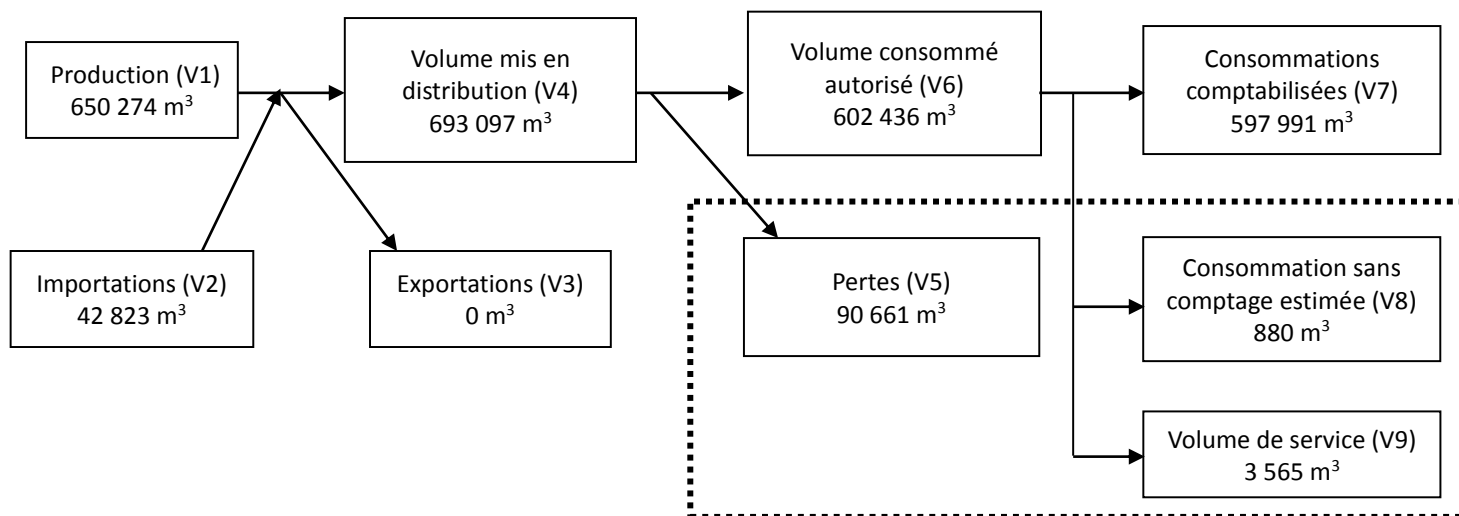 Production (V1)
650 274 m³
Volume mis en
distribution (V4)
693 097 m³
Volume consommé
autorisé (V6)
602 436 m³
Consommations
comptabilisées (V7)
597 991 m³
Importations (V2)
42 823 m³
Exportations (V3)
0 m³
Pertes (V5)
90 661 m³
Consommation sans
comptage estimée (V8)
880 m³
Volume de service (V9)
3 565 m³